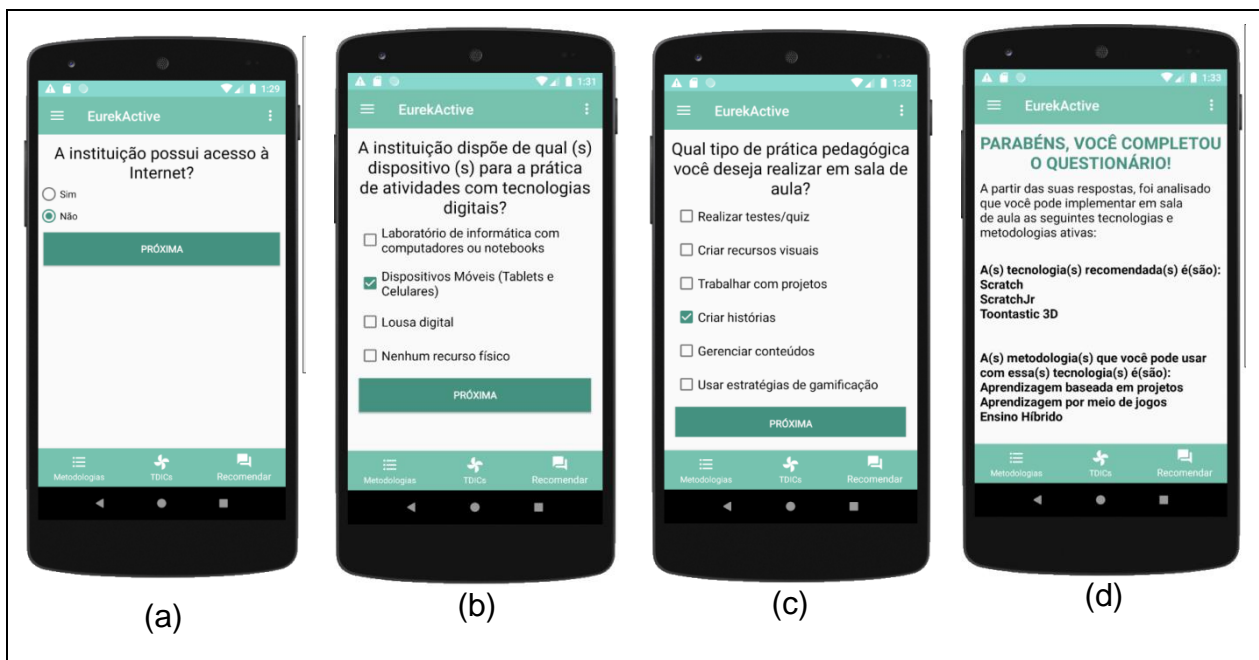 1:29
EurekActive
A instituição possui acesso à
Internet?
Sim
Não
PRÓXIMA
Metodologias
TDICs
Recomendar
(a)
1:31
EurekActive
A instituição dispõe de qual (s)
dispositivo (s) para a prática
de atividades com tecnologias
digitais?
Laboratório de informática com
computadores ou notebooks
Dispositivos Móveis (Tablets e
Celulares)
Lousa digital
Nenhum recurso físico
PRÓXIMA
Metodologias
TDICs
Recomendar
(b)
1:32
EurekActive
Qual tipo de prática pedagógica
você deseja realizar em sala de
aula?
Realizar testes/quiz
Criar recursos visuais
Trabalhar com projetos
Criar histórias
Gerenciar conteúdos
Usar estratégias de gamificação
PRÓXIMA
Metodologias
TDICs
Recomendar
(c)
1:33
EurekActive
PARABÉNS, VOCÊ COMPLETOU
O QUESTIONÁRIO!
A partir das suas respostas, foi analisado
que você pode implementar em sala
de aula as seguintes tecnologias e
metodologias ativas:
A(s) tecnologia(s) recomendada(s) é(são):
Scratch
ScratchJr
Toontastic 3D
A(s) metodologia(s) que você pode usar
com essa(s) tecnologia(s) é(são):
Aprendizagem baseada em projetos
Aprendizagem por meio de jogos
Ensino Híbrido
Metodologias
TDICs
Recomendar
(d)